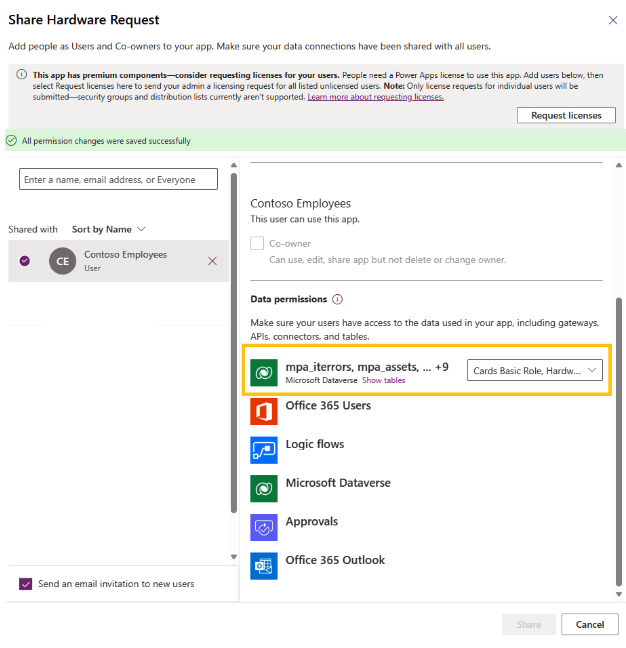 Share Hardware Request
Add people as Users and Co-owners to your app. Make sure your data connections have been shared with all users.
This app has premium components—consider requesting licenses for your users. People need a Power Apps license to use this app. Add users below, then
select Request licenses here to send your admin a licensing request for all listed unlicensed users. Note: Only license requests for individual users will be
submitted—security groups and distribution lists currently aren't supported. Learn more about requesting licenses.
Request licenses
All permission changes were saved successfully
Enter a name, email address, or Everyone
Shared with Sort by Name
CE
Contoso Employees
User
Contoso Employees
This user can use this app.
Co-owner
Can use, edit, share app but not delete or change owner.
Data permissions
Make sure your users have access to the data used in your app, including gateways,
APIs, connectors, and tables.
mpa_iterrors, mpa_assets, ... +9
Microsoft Dataverse Show tables
Cards Basic Role, Hardw...
Office 365 Users
Logic flows
Microsoft Dataverse
Approvals
Office 365 Outlook
Send an email invitation to new users
Share
Cancel